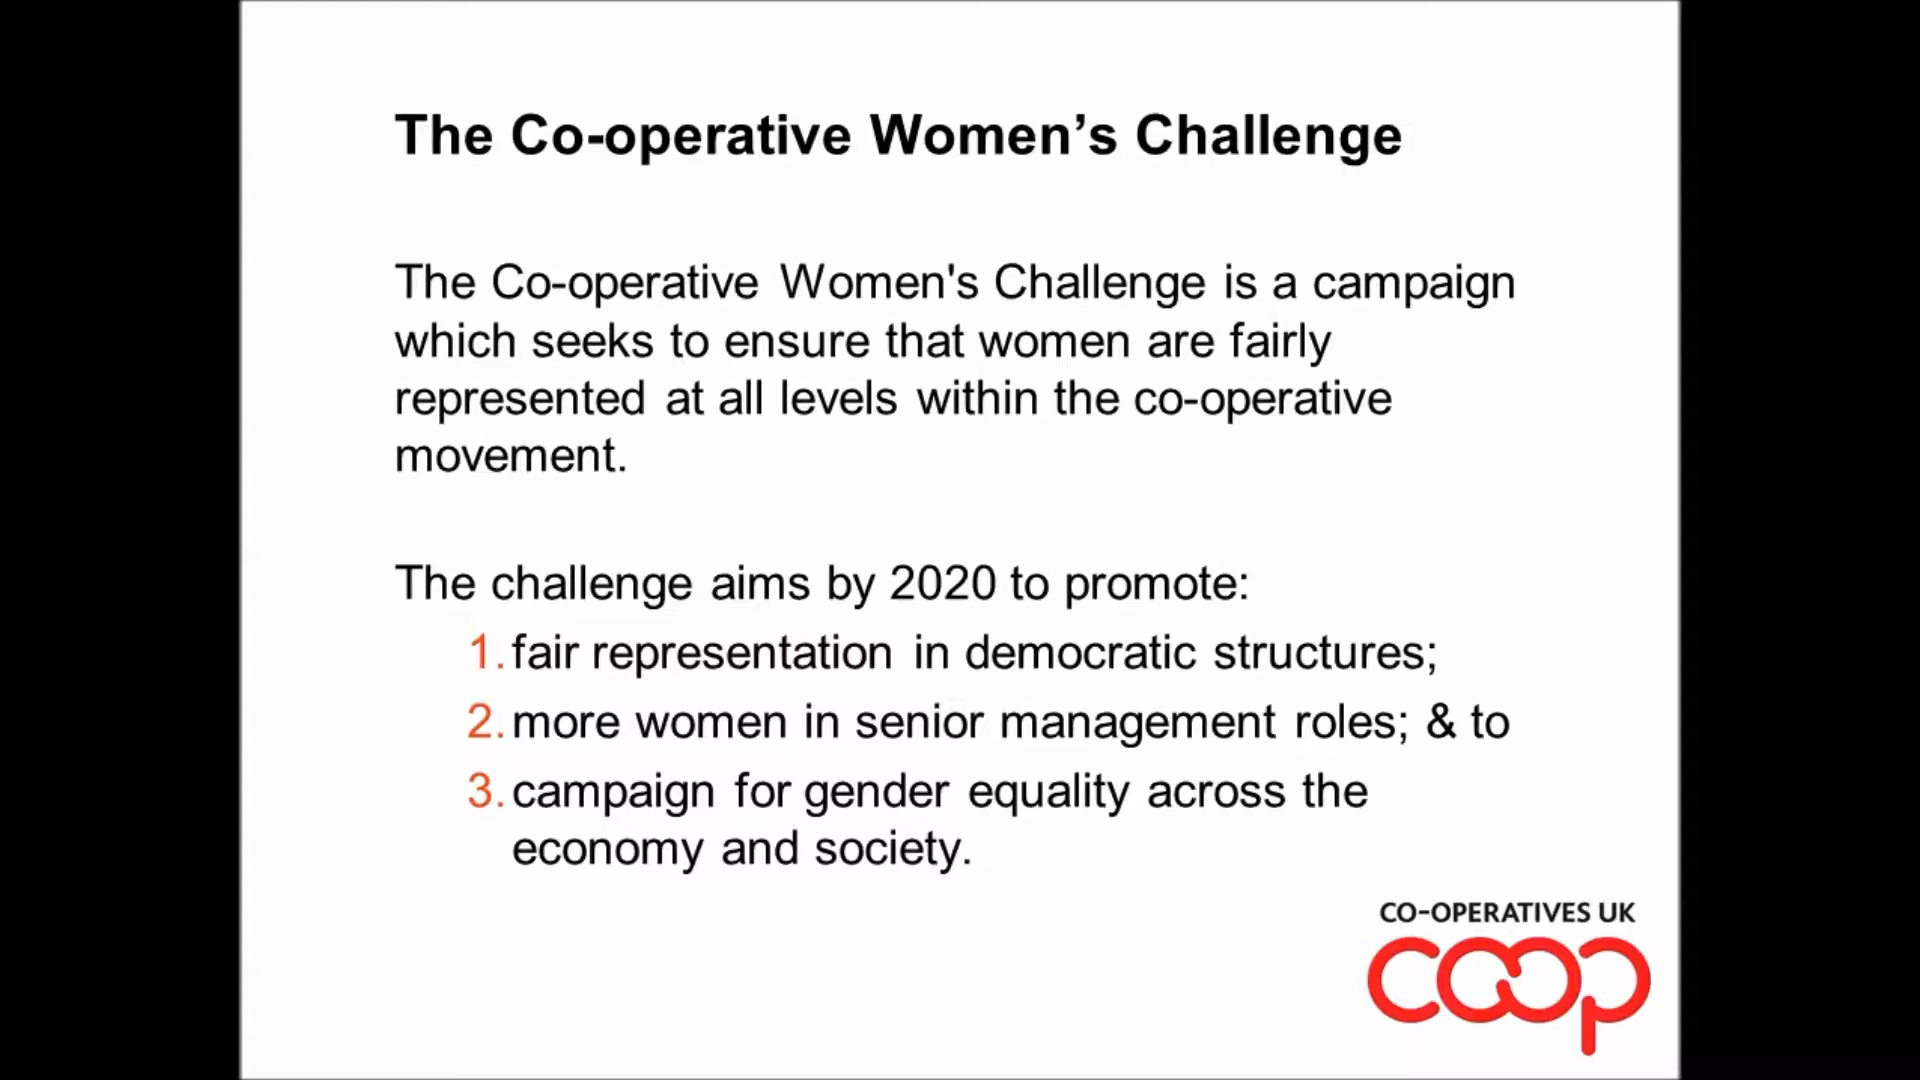 The Co-operative Women’s Challenge
The Co-operative Women's Challenge is a campaign
which seeks to ensure that women are fairly
represented at all levels within the co-operative
movement.
The challenge aims by 2020 to promote:
1. fair representation in democratic structures;
2. more women in senior management roles; & to
3. campaign for gender equality across the
economy and society.
CO-OPERATIVES UK
coop